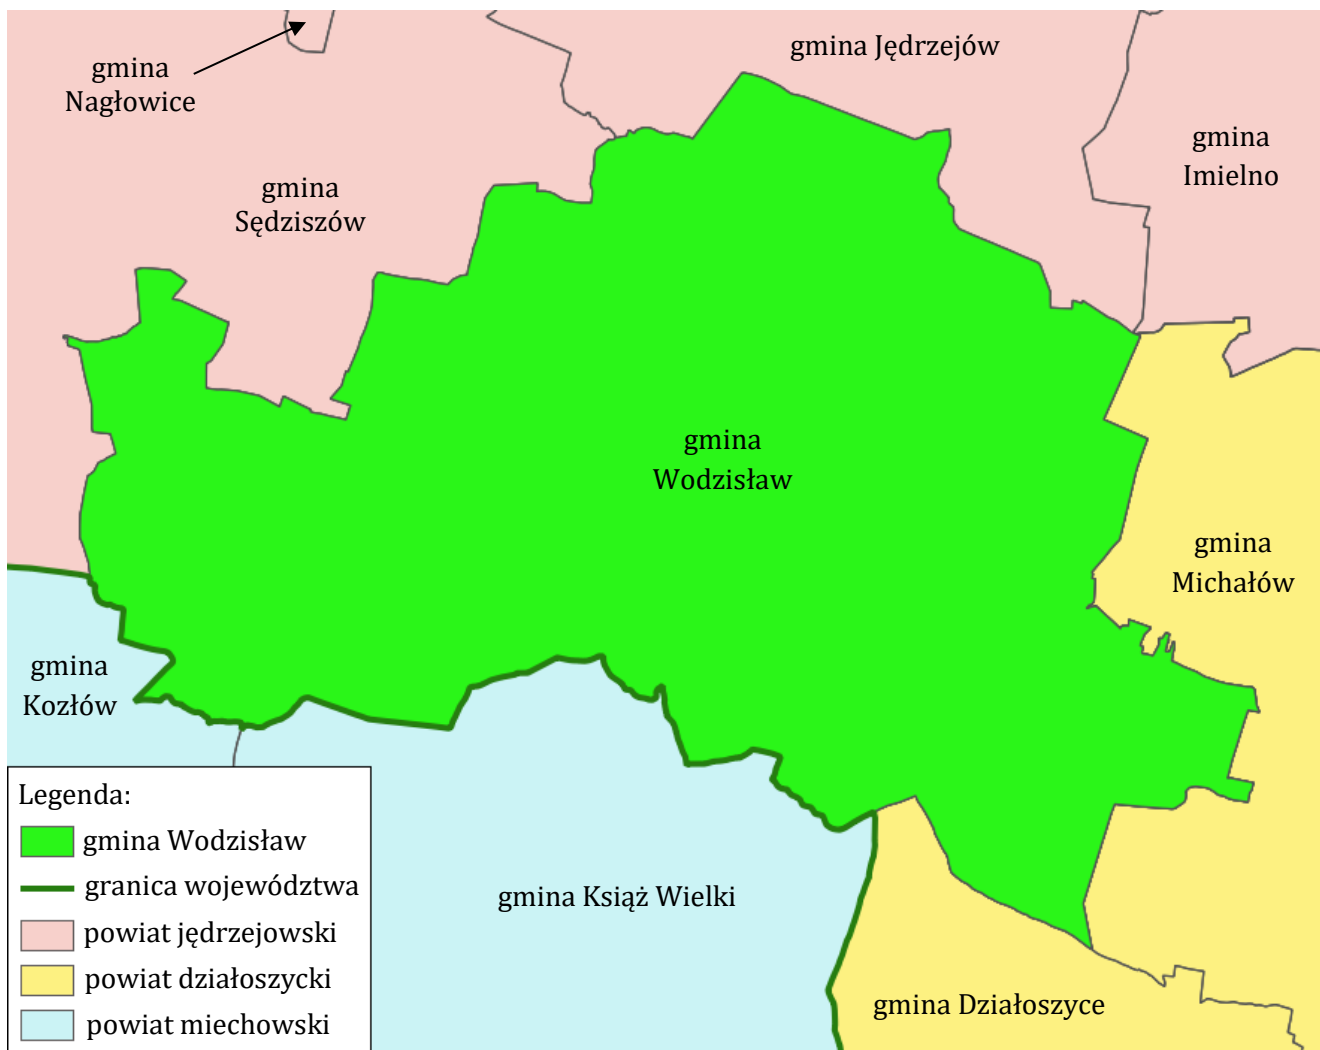 gmina Jędrzejów
gmina
Nagłowice
gmina
Imielno
gmina
Sędziszów
gmina
Wodzisław
gmina
Michałów
gmina
Kozłów
Legenda:
gmina Wodzisław
granica województwa
powiat jędrzejowski
powiat działoszycki
powiat miechowski
gmina Książ Wielki
gmina Działoszyce